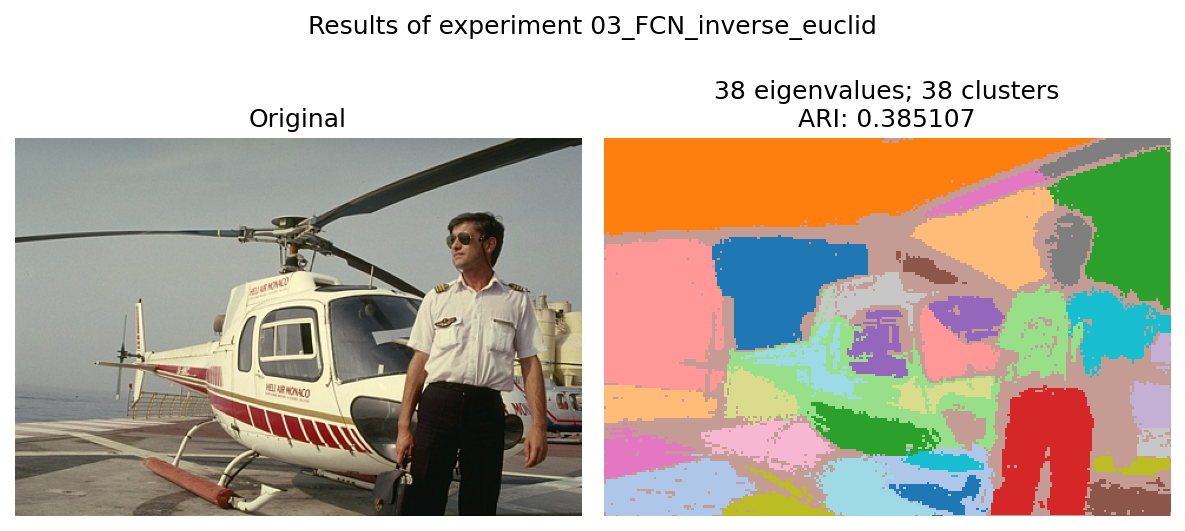 Results of experiment 03_FCN_inverse_euclid
Original
38 eigenvalues; 38 clusters
ARI: 0.385107
HELI AIR MONACO
HELI AIR MONACO